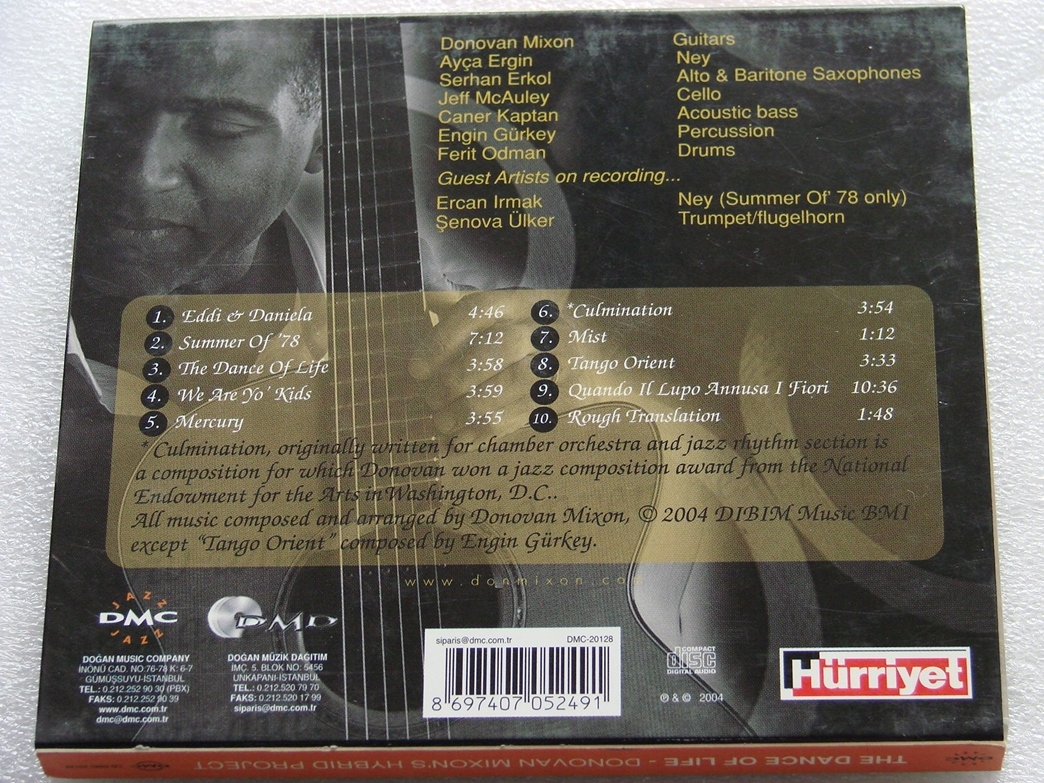 Donovan Mixon Guitars
Ayça Ergin Ney
Serhan Erkol Alto & Baritone Saxophones
Jeff McAuley Cello
Caner Kaptan Acoustic bass
Engin Gürkey Percussion
Ferit Odman Drums
Guest Artists on recording...
Ercan Irmak Ney (Summer Of' 78 only)
Şenova Ülker Trumpet/flugelhorn
1. Eddi & Daniela 4:46
2. Summer Of '78 7:12
3. The Dance Of Life 3:58
4. We Are Yo' Kids 3:59
5. Mercury 3:55
6. *Culmination 3:54
7. Mist 1:12
8. Tango Orient 3:33
9. Quando Il Lupo Annusa I Fiori 10:36
10. Rough Translation 1:48
*Culmination, originally written for chamber orchestra and jazz rhythm section is
a composition for which Donovan won a jazz composition award from the National
Endowment for the Arts in Washington, D.C..
All music composed and arranged by Donovan Mixon, © 2004 DIBIM Music BMI
except "Tango Orient" composed by Engin Gürkey.
www.donmixon.com
JAZZ
DMC
JAZZ
DOĞAN MUSIC COMPANY
İNÖNÜ CAD. NO:76-78 K: 6-7
GÜMÜŞSUYU-İSTANBUL
TEL.: 0.212.252 90 30 (PBX)
FAKS: 0.212.252 90 39
www.dmc.com.tr
dmc@dmc.com.tr
DMD
DOĞAN MÜZİK DAĞITIM
İMÇ. 5. BLOK NO: 5456
UNKAPANI-İSTANBUL
TEL.: 0.212.520 79 70
FAKS: 0.212.520 17 99
siparis@dmc.com.tr
siparis@dmc.com.tr DMC-20128
8 697407 052491
COMPACT
disc
DIGITAL AUDIO
℗ & © 2004
Hürriyet
THE DANCE OF LIFE - DONOVAN MIXON'S HYBRID PROJECT
DMC